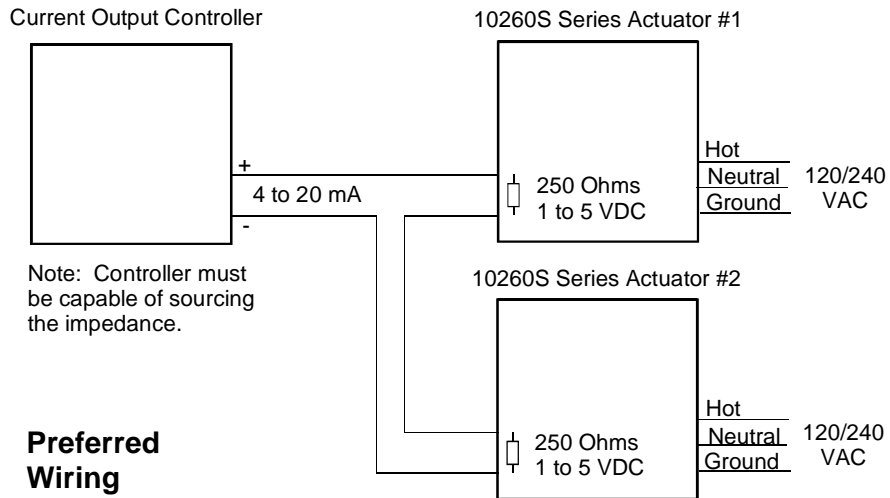 Current Output Controller
10260S Series Actuator #1
+
4 to 20 mA
-
250 Ohms
1 to 5 VDC
Hot
Neutral
Ground
120/240
VAC
Note: Controller must
be capable of sourcing
the impedance.
10260S Series Actuator #2
250 Ohms
1 to 5 VDC
Hot
Neutral
Ground
120/240
VAC
Preferred
Wiring